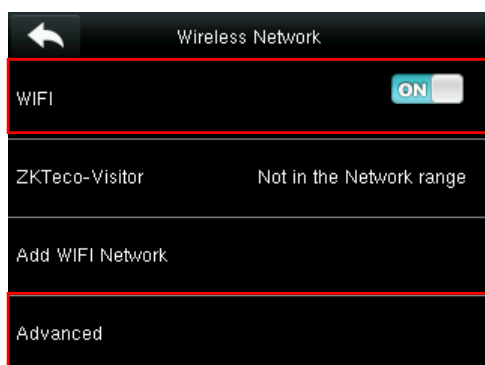 Wireless Network
WIFI ON
ZKTeco-Visitor Not in the Network range
Add WIFI Network
Advanced